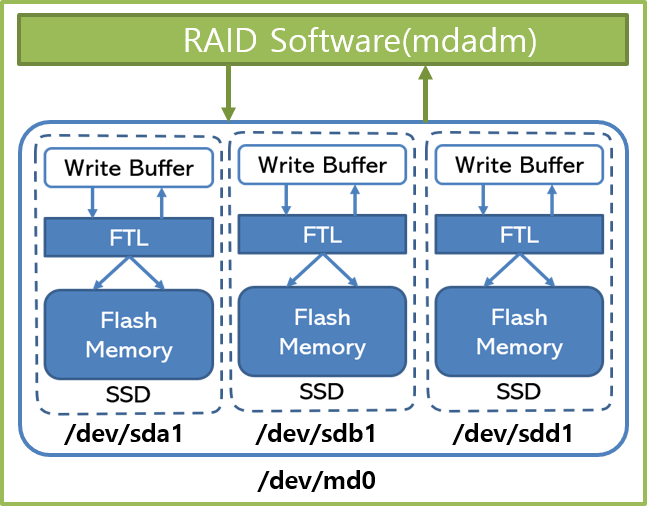 RAID Software(mdadm)
Write Buffer
FTL
Flash
Memory
SSD
/dev/sda1
Write Buffer
FTL
Flash
Memory
SSD
/dev/sdb1
Write Buffer
FTL
Flash
Memory
SSD
/dev/sdd1
/dev/md0